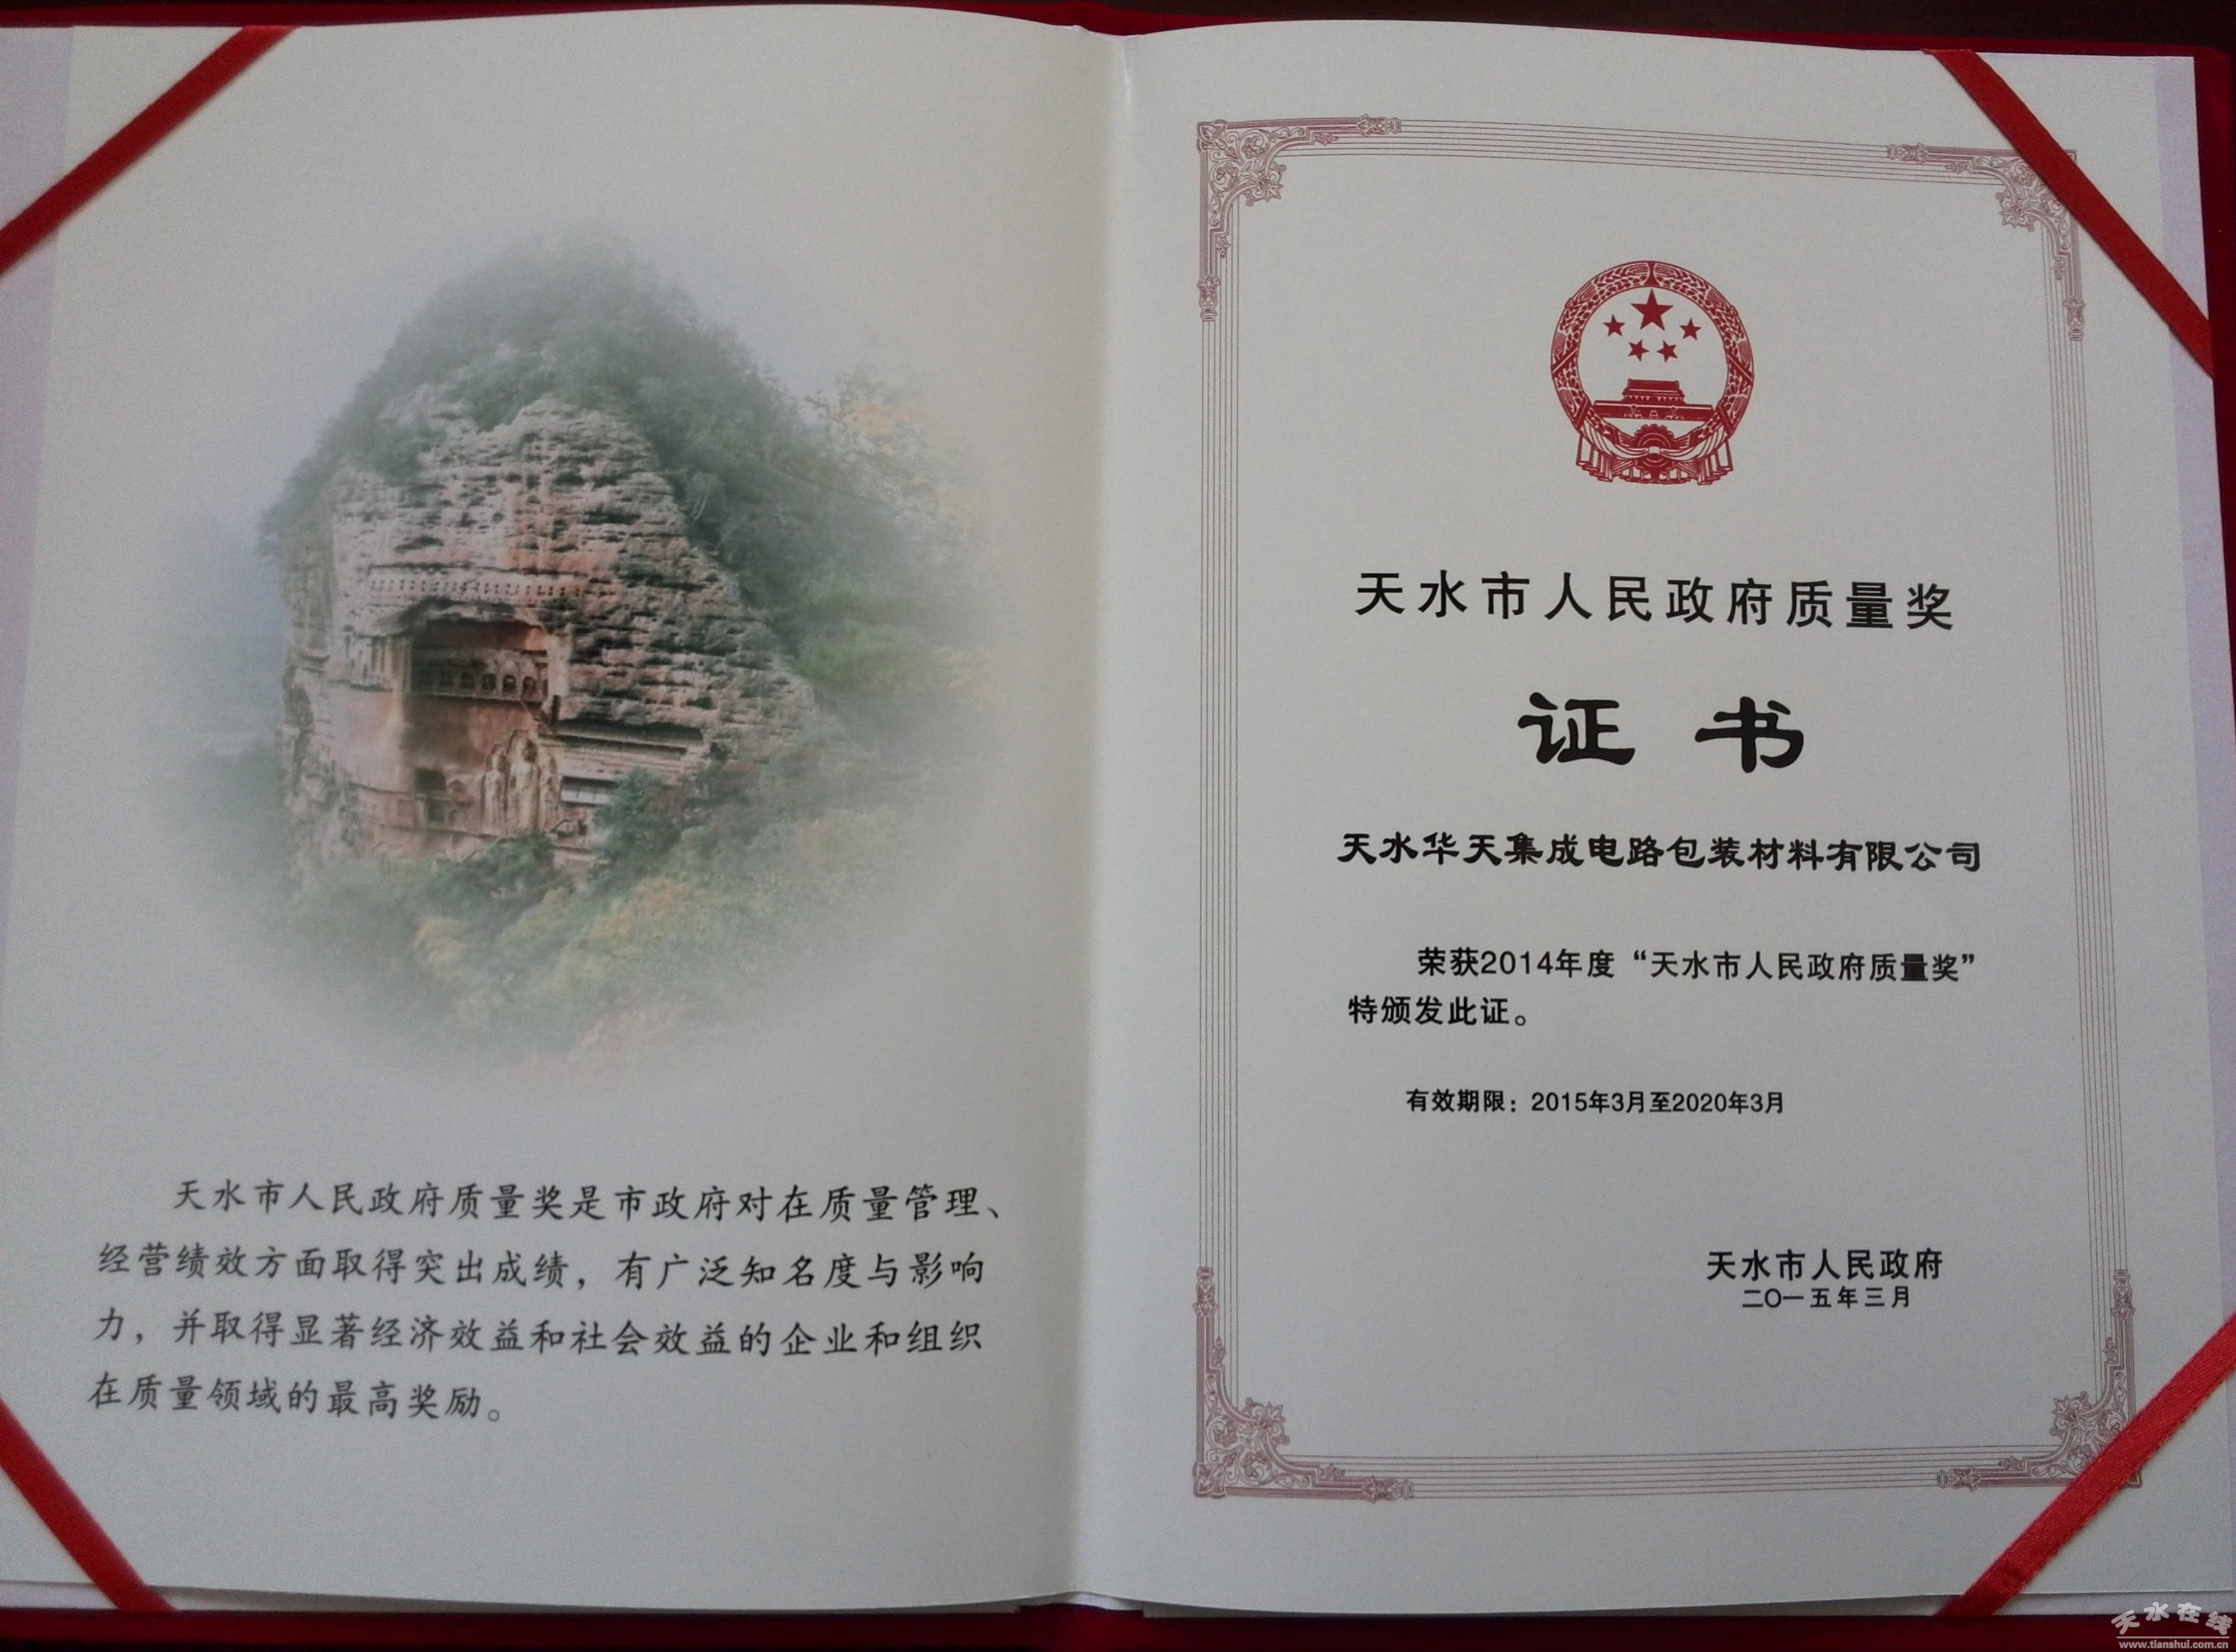 天水市人民政府质量奖是市政府对在质量管理、
经营绩效方面取得突出成绩，有广泛知名度与影响
力，并取得显著经济效益和社会效益的企业和组织
在质量领域的最高奖励。
天水市人民政府质量奖
证书
天水华天集成电路包装材料有限公司
荣获2014年度“天水市人民政府质量奖”
特颁发此证。
有效期限：2015年3月至2020年3月
天水市人民政府
二〇一五年三月
天水在线
www.tianshui.com.cn